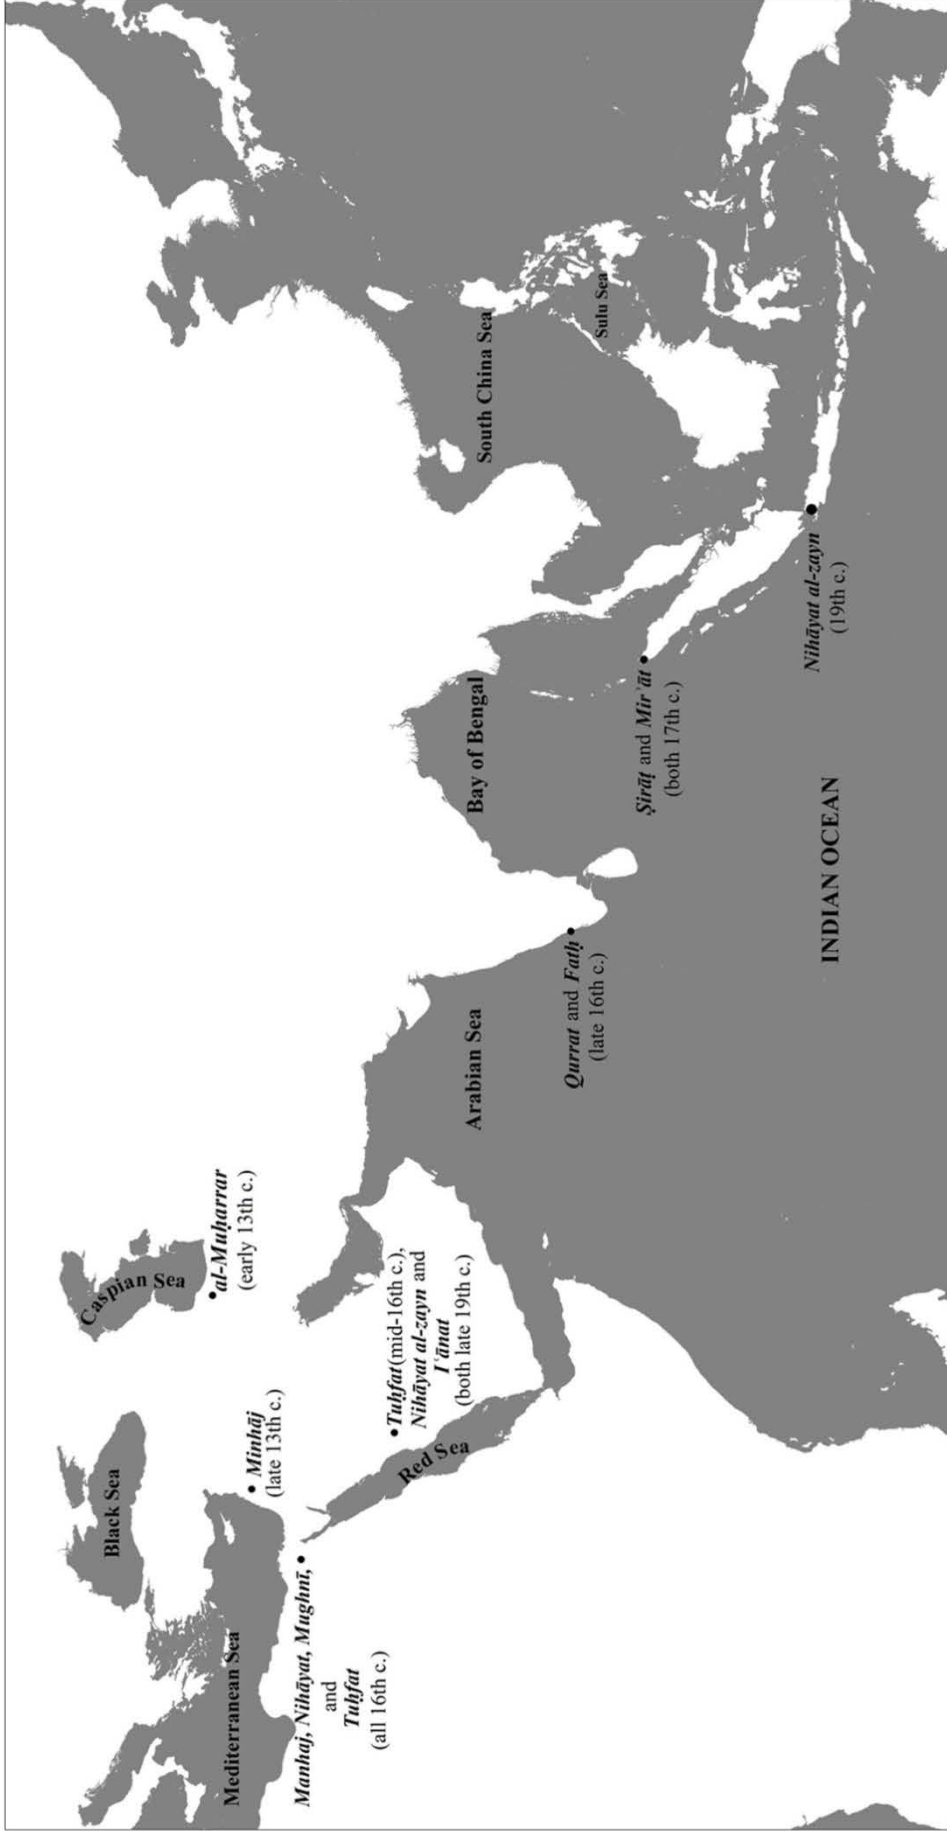 Black Sea
Caspian Sea
Mediterranean Sea
• Minhāj
(late 13th c.)
•al-Muḥarrar
(early 13th c.)
Manhaj, Nihāyat, Mughnī, •
and
Tuḥfat
(all 16th c.)
•Tuḥfat(mid-16th c.),
Nihāyat al-zayn and
Iʿānat
(both late 19th c.)
Red Sea
Arabian Sea
Bay of Bengal
South China Sea
Qurrat and Fatḥ
(late 16th c.)
Sulu Sea
Ṣirāṭ and Mirʾāt
(both 17th c.)
Nihāyat al-zayn
(19th c.)
INDIAN OCEAN